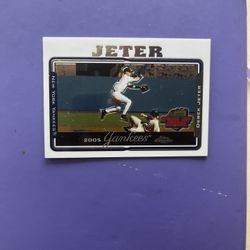 JETER
NEW YORK YANKEES
DEREK JETER
2005 Yankees